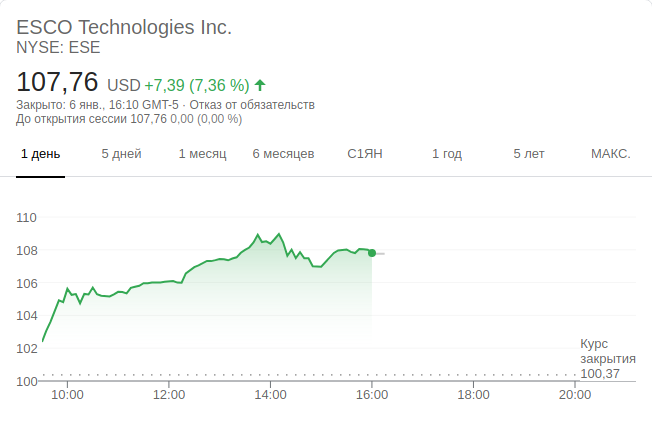 ESCO Technologies Inc.
NYSE: ESE
107,76 USD +7,39 (7,36 %)
Закрыто: 6 янв., 16:10 GMT-5 · Отказ от обязательств
До открытия сессии 107,76 0,00 (0,00 %)
1 день 5 дней 1 месяц 6 месяцев С1ЯН 1 год 5 лет МАКС.
110
108
106
104
102
Курс
закрытия
100,37
100
10:00 12:00 14:00 16:00 18:00 20:00